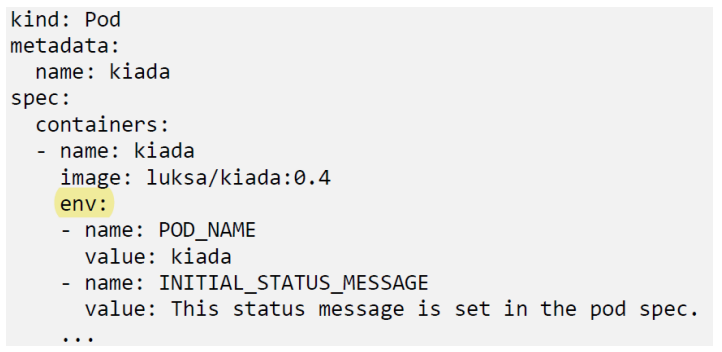 kind: Pod
metadata:
  name: kiada
spec:
  containers:
  - name: kiada
    image: luksa/kiada:0.4
    env:
    - name: POD_NAME
      value: kiada
    - name: INITIAL_STATUS_MESSAGE
      value: This status message is set in the pod spec.
    ...